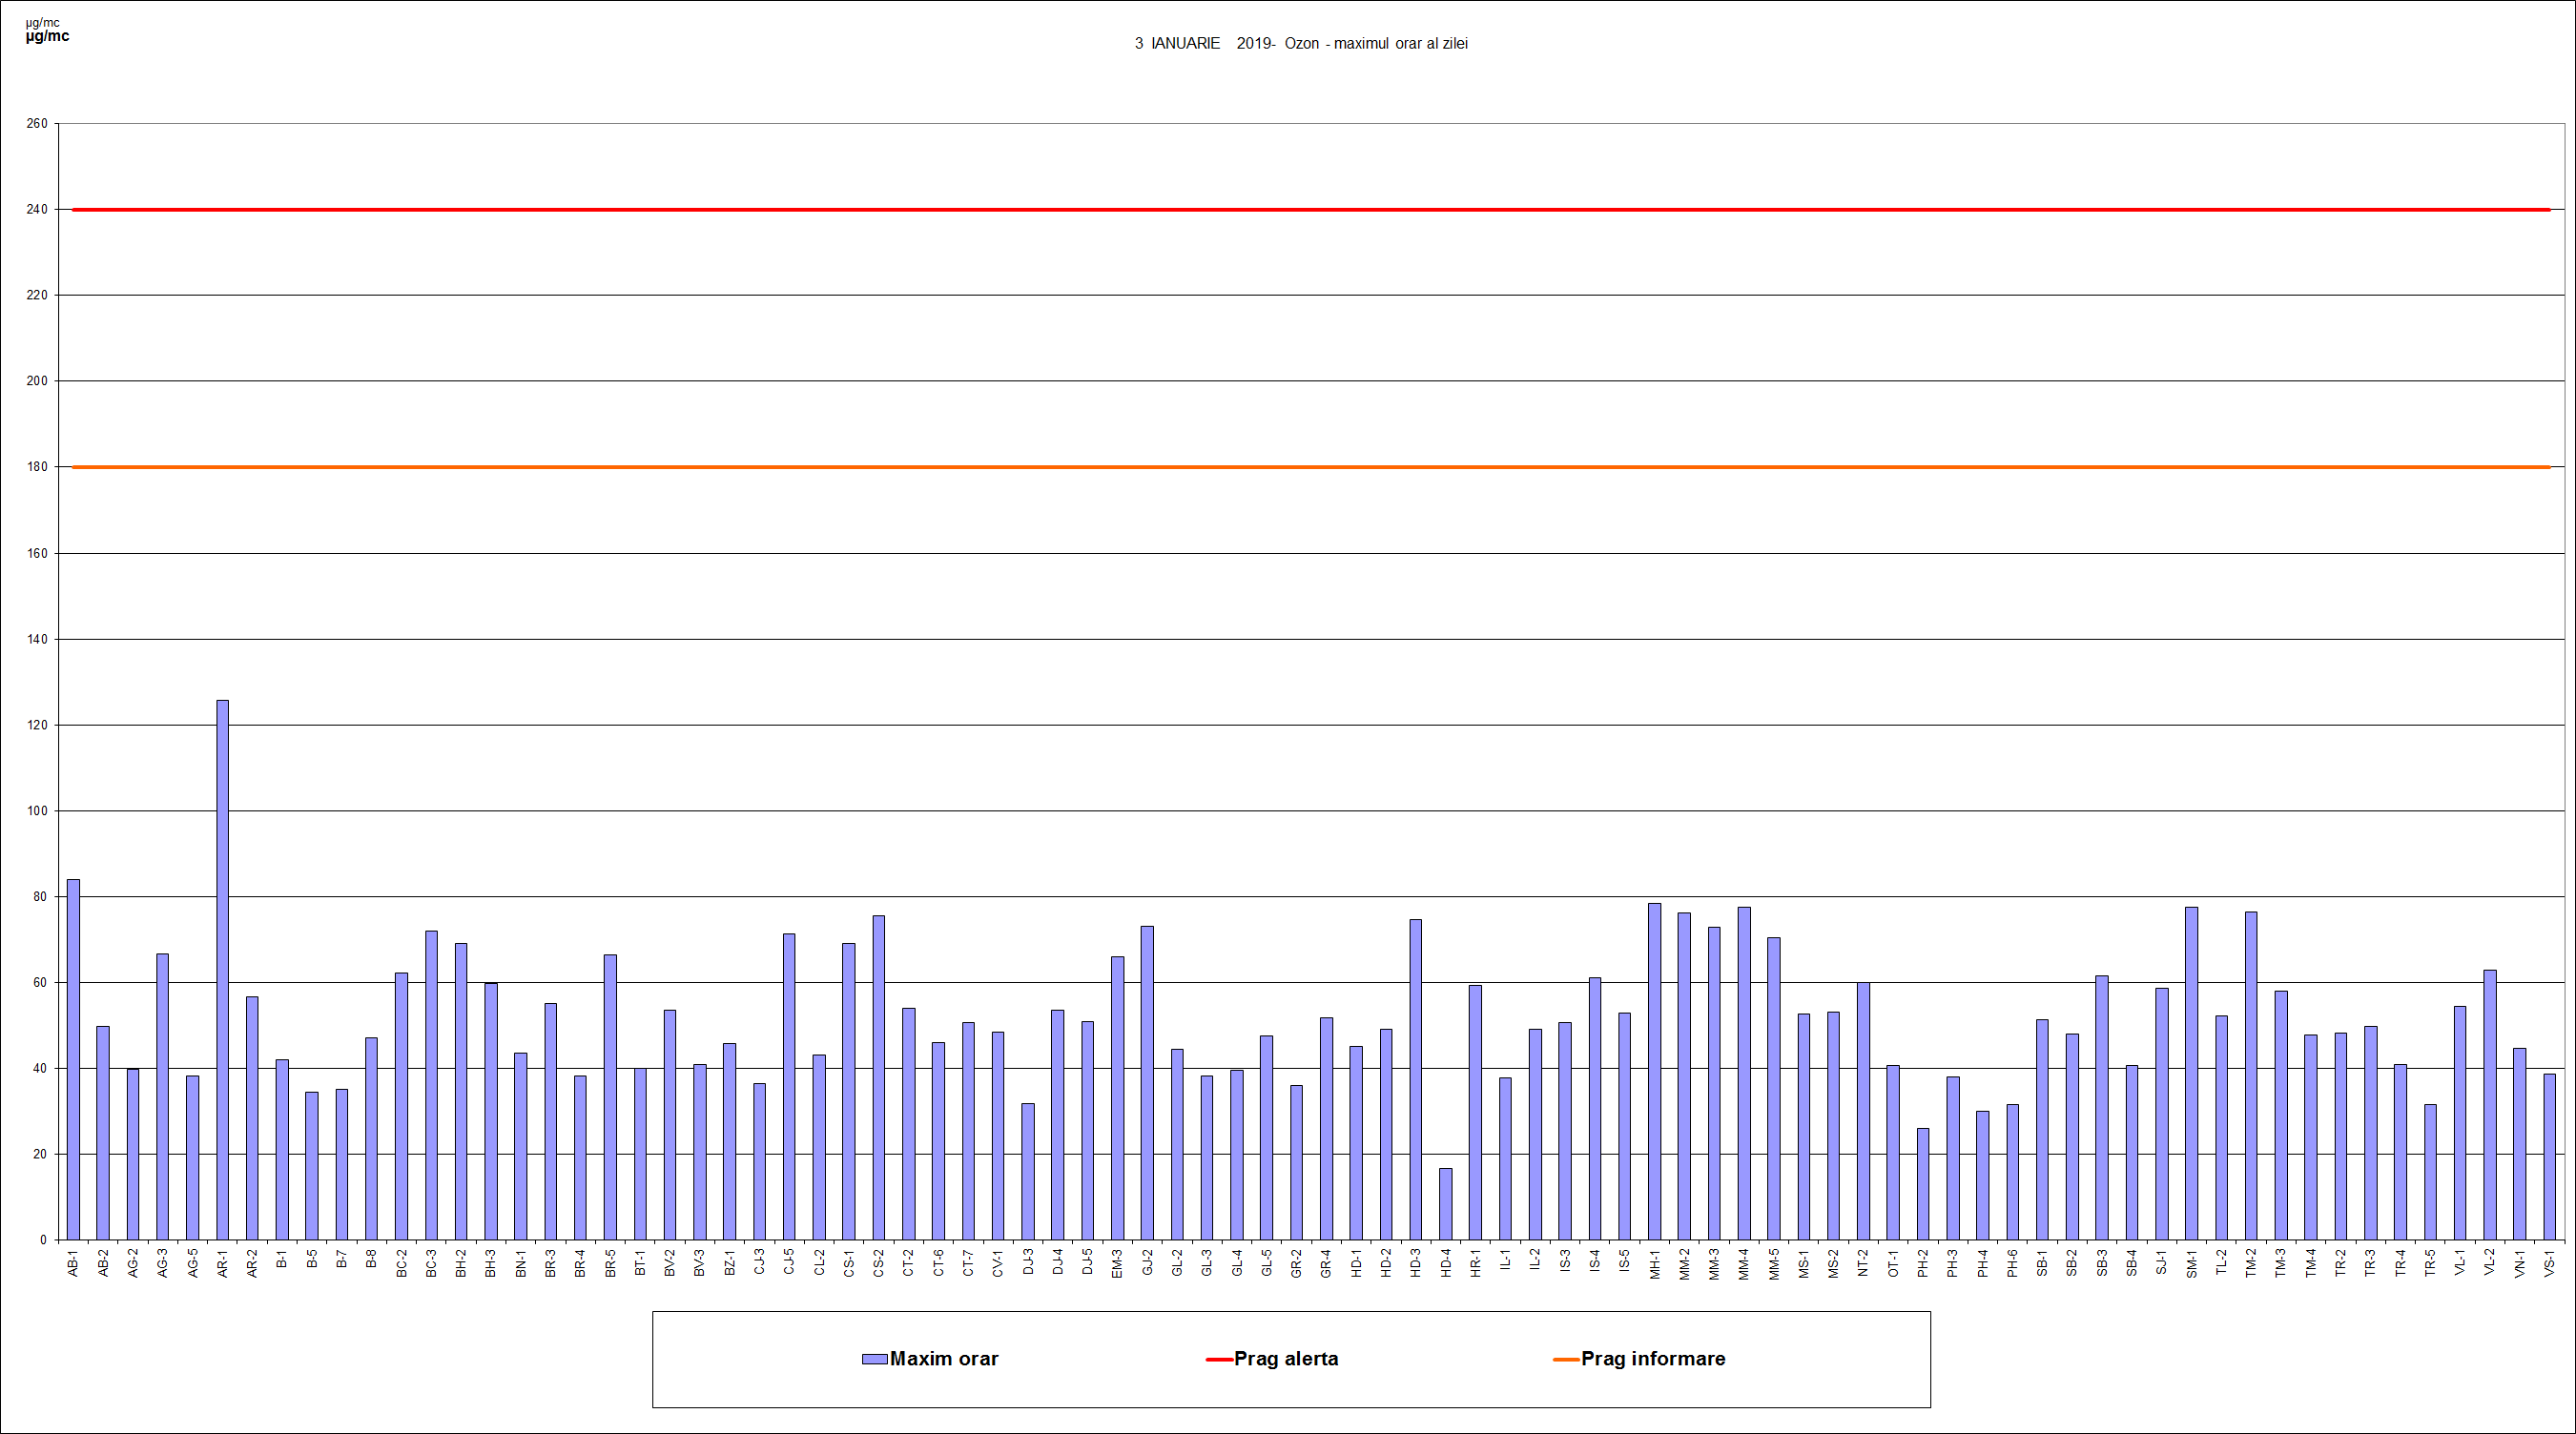 µg/mc
µg/mc
3 IANUARIE 2019- Ozon - maximul orar al zilei
260
240
220
200
180
160
140
120
100
80
60
40
20
0
AB-1 AB-2 AG-2 AG-3 AG-5 AR-1 AR-2 B-1 B-5 B-7 B-8 BC-2 BC-3 BH-2 BH-3 BN-1 BR-3 BR-4 BR-5 BT-1 BV-2 BV-3 BZ-1 CJ-3 CJ-5 CL-2 CS-1 CS-2 CT-2 CT-6 CT-7 CV-1 DJ-3 DJ-4 DJ-5 EM-3 GJ-2 GL-2 GL-3 GL-4 GL-5 GR-2 GR-4 HD-1 HD-2 HD-3 HD-4 HR-1 IL-1 IL-2 IS-3 IS-4 IS-5 MH-1 MM-2 MM-3 MM-4 MM-5 MS-1 MS-2 NT-2 OT-1 PH-2 PH-3 PH-4 PH-6 SB-1 SB-2 SB-3 SB-4 SJ-1 SM-1 TL-2 TM-2 TM-3 TM-4 TR-2 TR-3 TR-4 TR-5 VL-1 VL-2 VN-1 VS-1
Maxim orar Prag alerta Prag informare